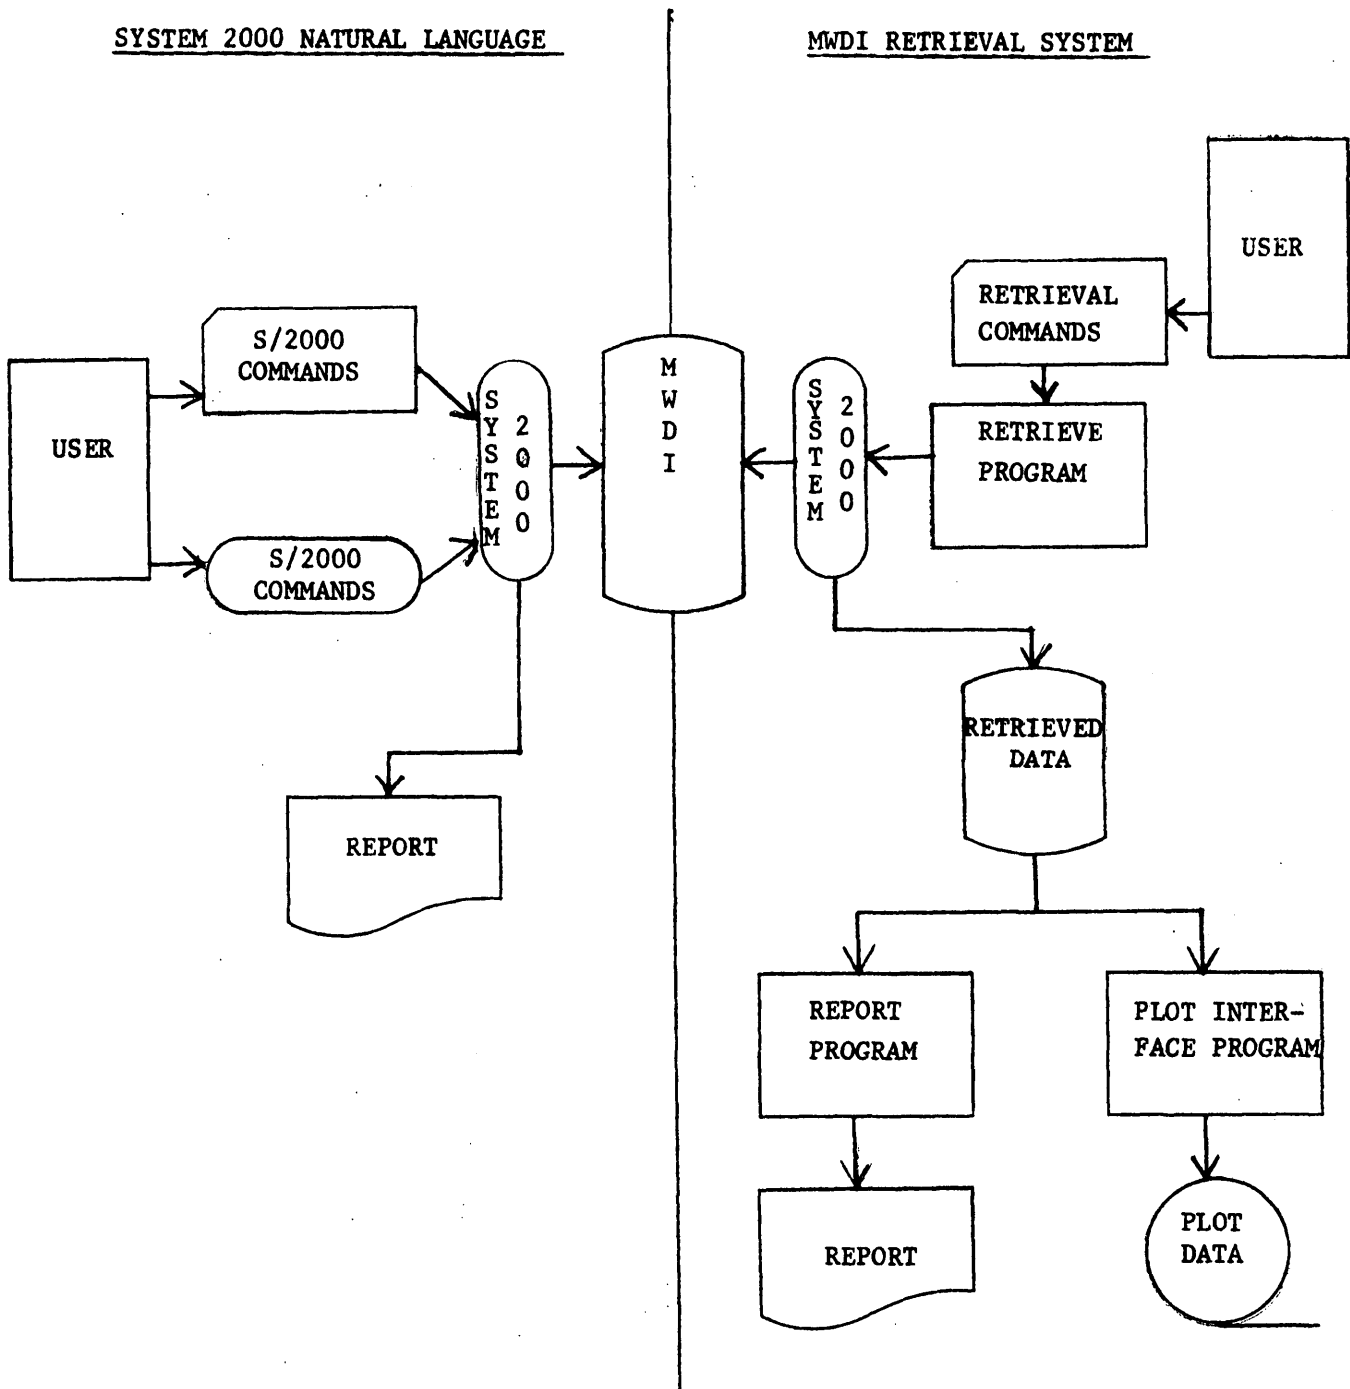 SYSTEM 2000 NATURAL LANGUAGE
MWDI RETRIEVAL SYSTEM
USER
S/2000
COMMANDS
S/2000
COMMANDS
SYSTEM
2000
REPORT
MWDI
USER
RETRIEVAL
COMMANDS
RETRIEVE
PROGRAM
SYSTEM
2000
RETRIEVED
DATA
REPORT
PROGRAM
PLOT INTER-
FACE PROGRAM
REPORT
PLOT
DATA